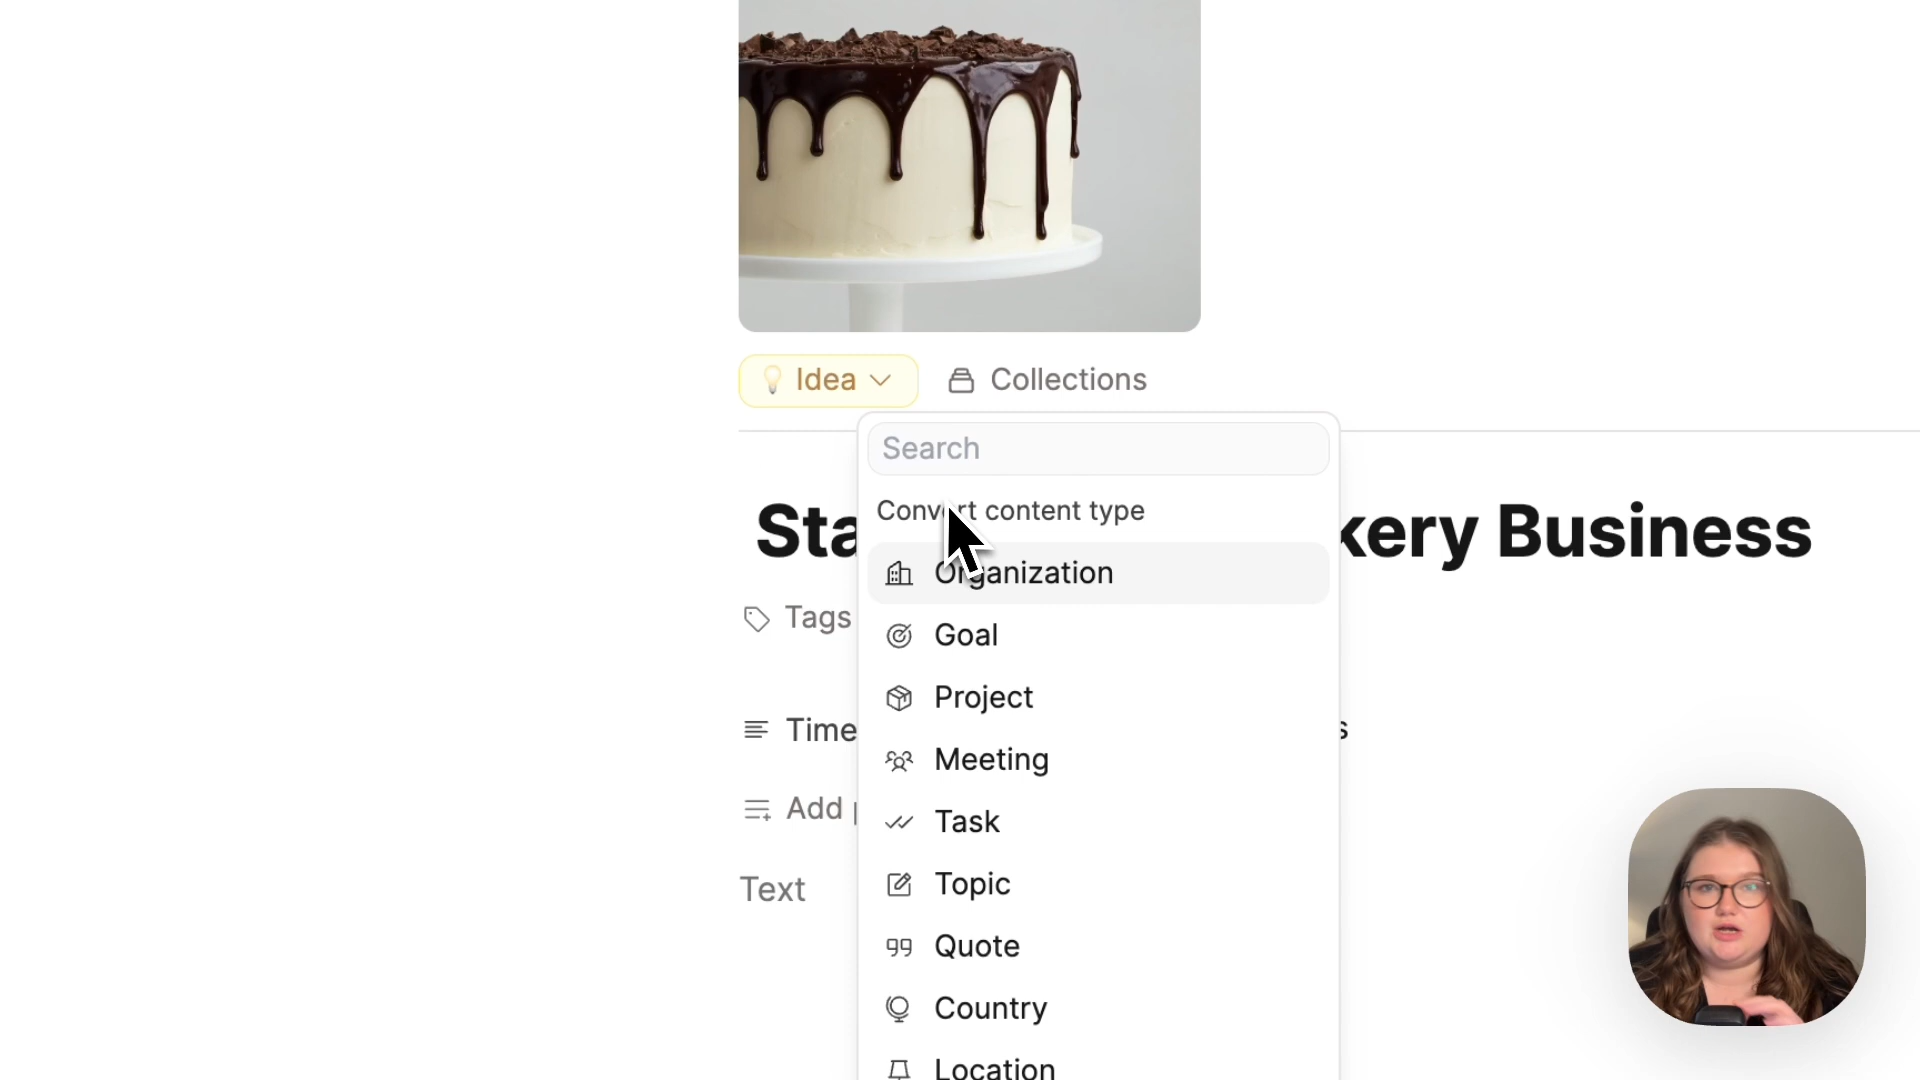 Idea
Collections
Search
Convert content type
Sta kery Business
Organization
Tags
Goal
Project
Time s
Meeting
Add
Task
Text
Topic
Quote
Country
Location